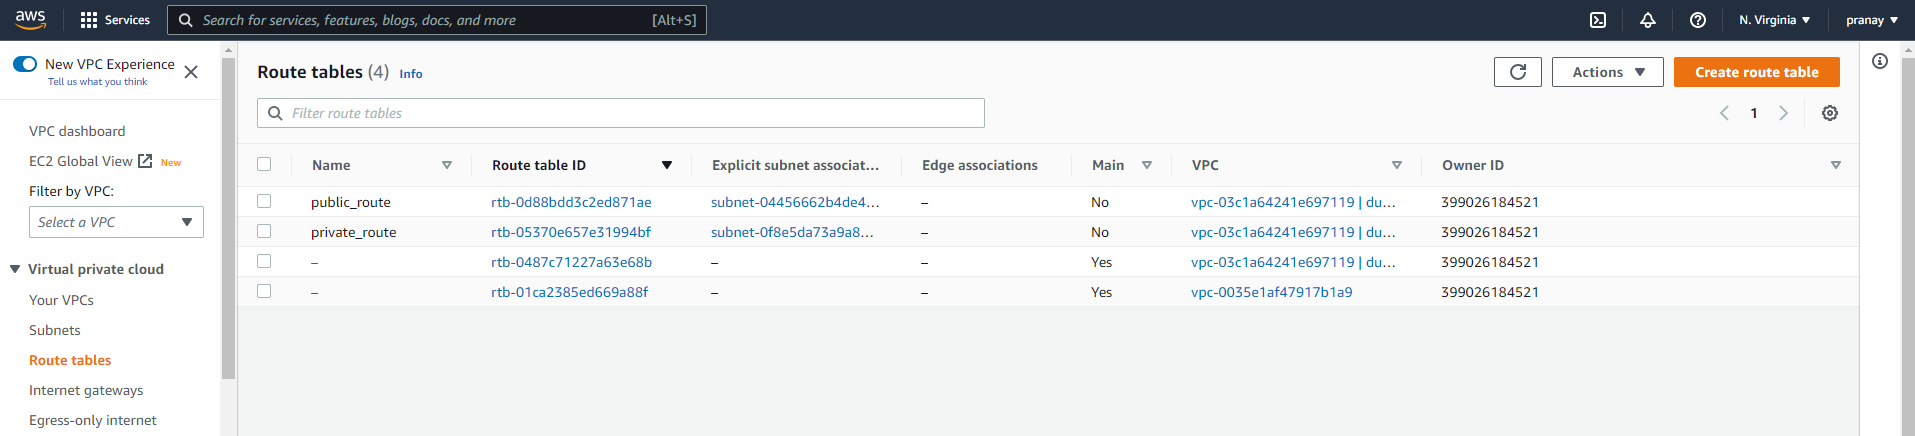 aws
Services
Search for services, features, blogs, docs, and more
[Alt+S]
N. Virginia
pranay
New VPC Experience
Tell us what you think
VPC dashboard
EC2 Global View New
Filter by VPC:
Select a VPC
Virtual private cloud
Your VPCs
Subnets
Route tables
Internet gateways
Egress-only internet
Route tables (4) Info
Actions
Create route table
Filter route tables
1
Name Route table ID Explicit subnet associat... Edge associations Main VPC Owner ID
public_route rtb-0d88bdd3c2ed871ae subnet-04456662b4de4... – No vpc-03c1a64241e697119 | du... 399026184521
private_route rtb-05370e657e31994bf subnet-0f8e5da73a9a8... – No vpc-03c1a64241e697119 | du... 399026184521
– rtb-0487c71227a63e68b – – Yes vpc-03c1a64241e697119 | du... 399026184521
– rtb-01ca2385ed669a88f – – Yes vpc-0035e1af47917b1a9 399026184521